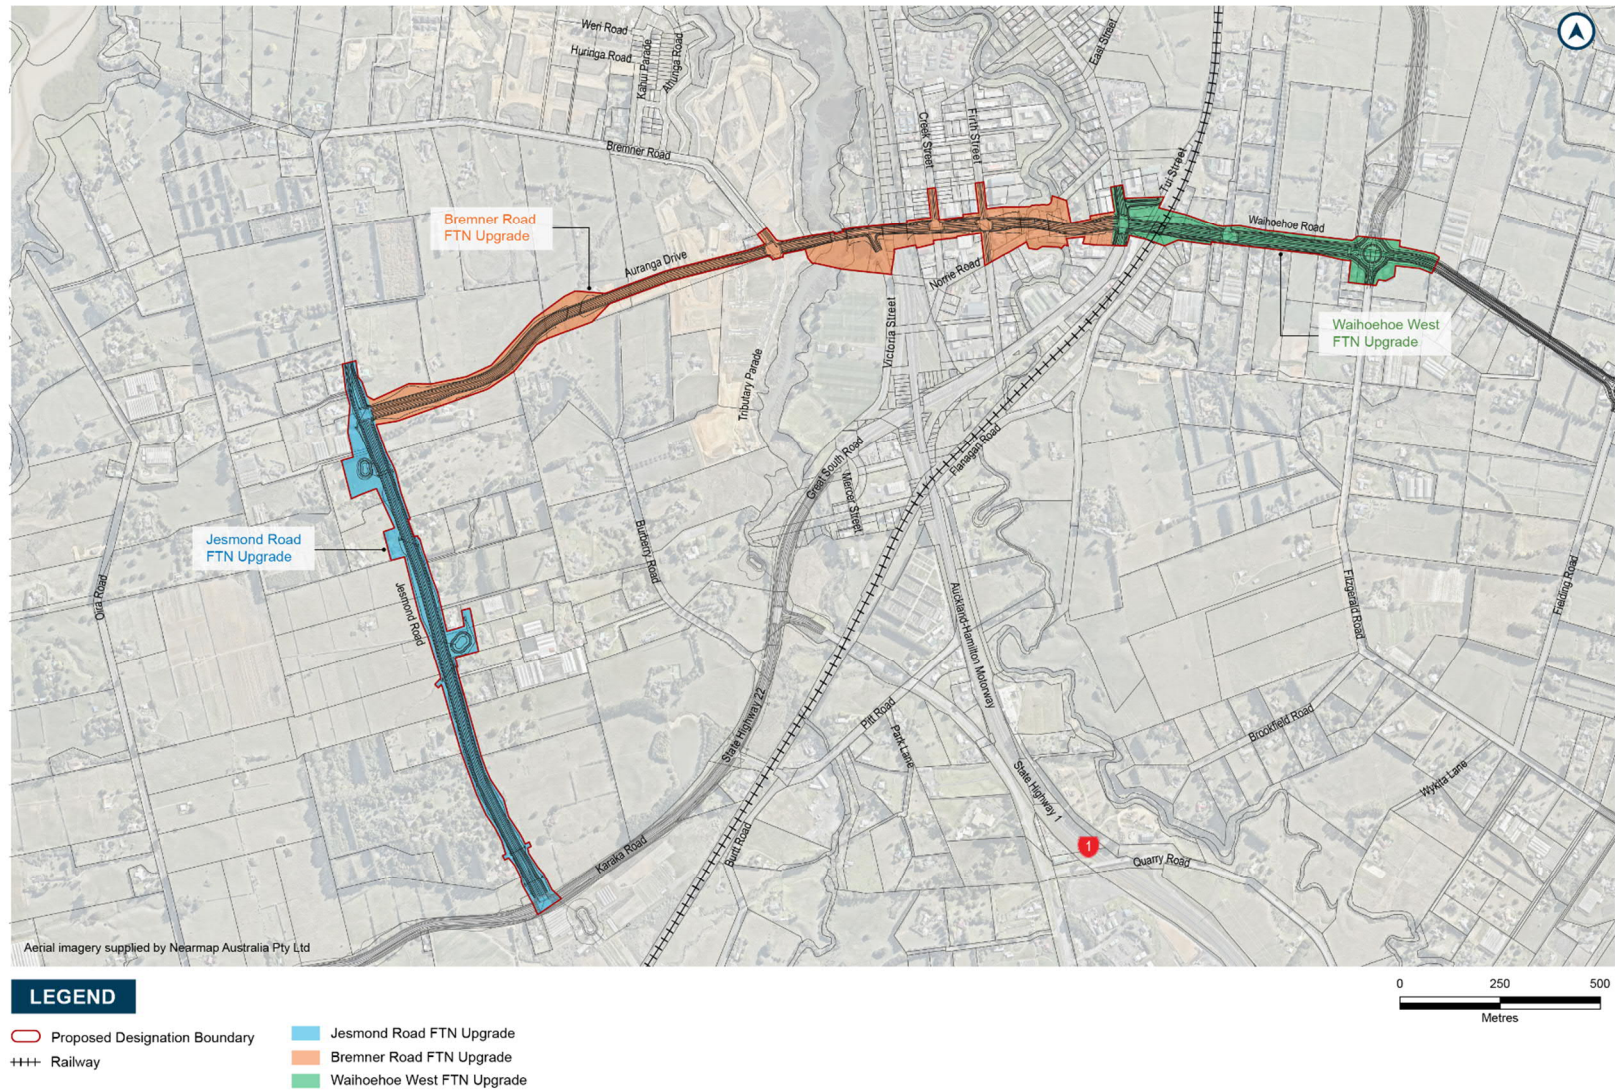 Weri Road
Huringa Road
Kahui Parade
Ahunga Road
East Street
Bremner Road
Creek Street
Firth Street
Tui Street
Bremner Road
FTN Upgrade
Auranga Drive
Norrie Road
Waihoehoe Road
Waihoehoe West
FTN Upgrade
Victoria Street
Tributary Parade
Great South Road
Mercer Street
Flanagan Road
Jesmond Road
FTN Upgrade
Jesmond Road
Oira Road
Burberry Road
Auckland-Hamilton Motorway
Fitzgerald Road
Fielding Road
State Highway 22
Pitt Road
Park Lane
Brookfield Road
Wykita Lane
State Highway 1
1
Quarry Road
Karaka Road
Burtt Road
Aerial imagery supplied by Nearmap Australia Pty Ltd
LEGEND
Proposed Designation Boundary
Railway
Jesmond Road FTN Upgrade
Bremner Road FTN Upgrade
Waihoehoe West FTN Upgrade
0 250 500
Metres